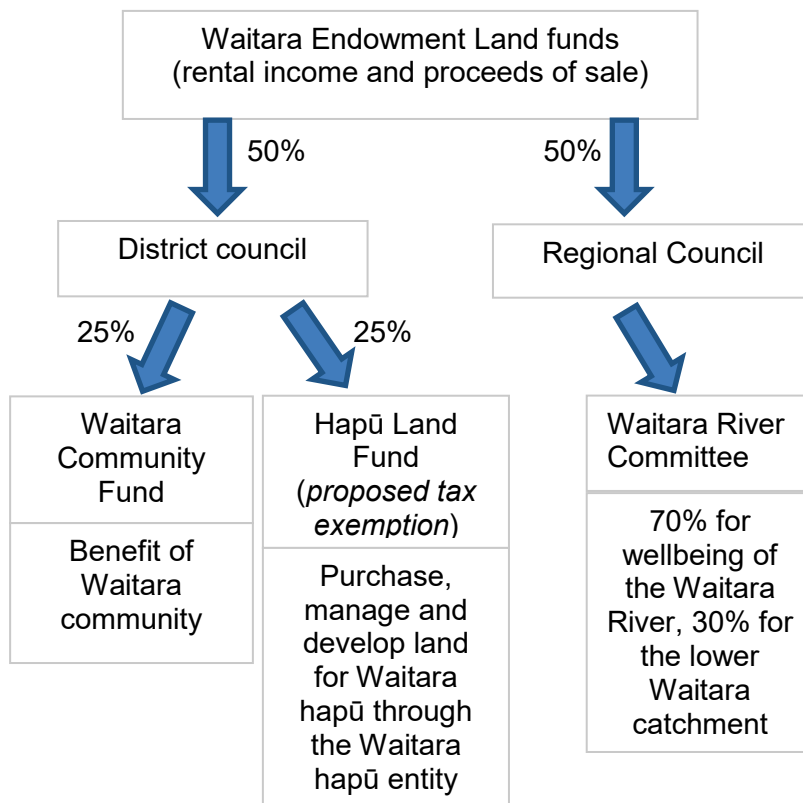 Waitara Endowment Land funds
(rental income and proceeds of sale)
50%
50%
District council
Regional Council
25%
25%
Waitara
Community
Fund
Benefit of
Waitara
community
Hapū Land
Fund
(proposed tax
exemption)
Purchase,
manage and
develop land
for Waitara
hapū through
the Waitara
hapū entity
Waitara River
Committee
70% for
wellbeing of
the Waitara
River, 30% for
the lower
Waitara
catchment